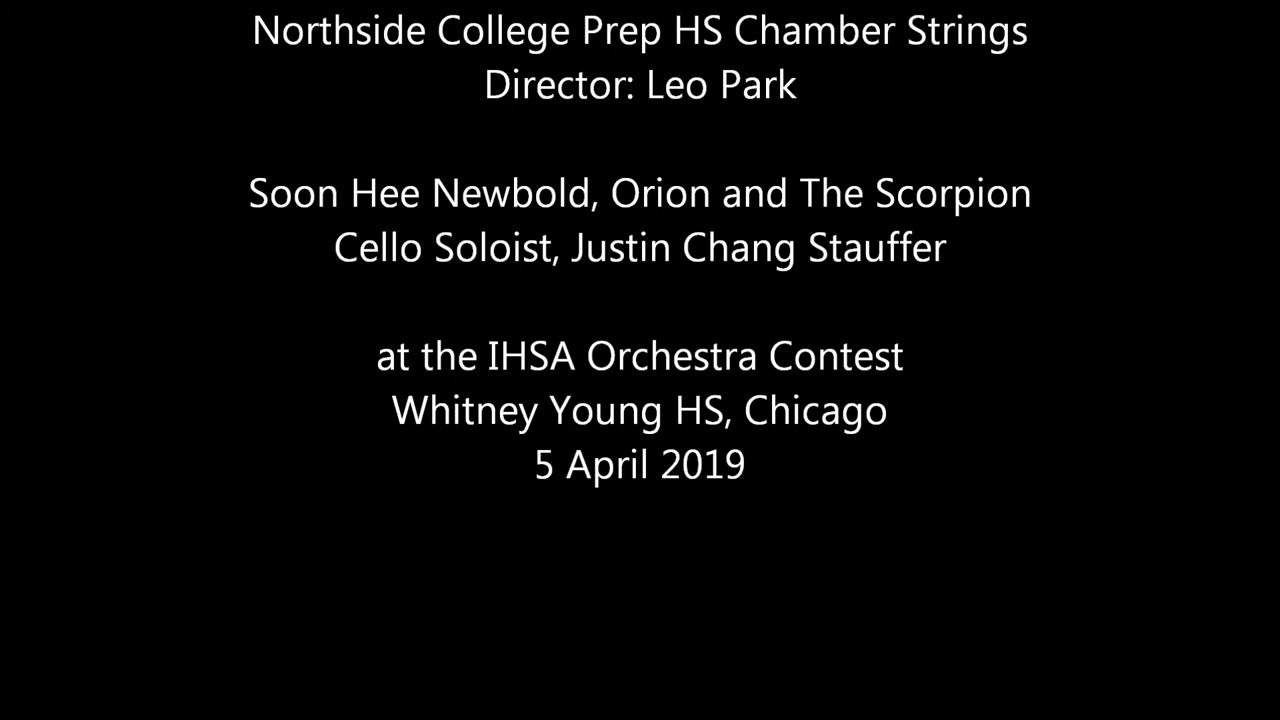 Northside College Prep HS Chamber Strings
Director: Leo Park
Soon Hee Newbold, Orion and The Scorpion
Cello Soloist, Justin Chang Stauffer
at the IHSA Orchestra Contest
Whitney Young HS, Chicago
5 April 2019